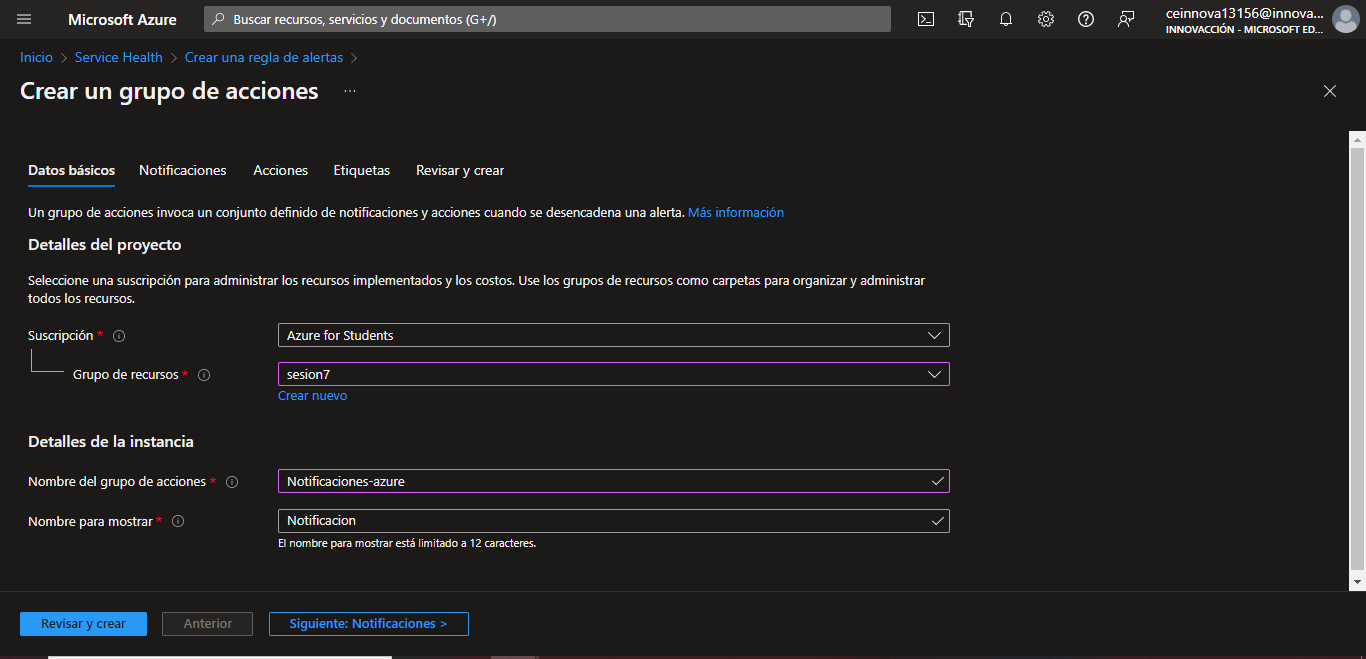 Microsoft Azure
Buscar recursos, servicios y documentos (G+/)
ceinnova13156@innova...
INNOVACCIÓN - MICROSOFT ED...
Inicio > Service Health > Crear una regla de alertas >
Crear un grupo de acciones ...
Datos básicos Notificaciones Acciones Etiquetas Revisar y crear
Un grupo de acciones invoca un conjunto definido de notificaciones y acciones cuando se desencadena una alerta. Más información
Detalles del proyecto
Seleccione una suscripción para administrar los recursos implementados y los costos. Use los grupos de recursos como carpetas para organizar y administrar
todos los recursos.
Suscripción * Azure for Students
Grupo de recursos * sesion7
Crear nuevo
Detalles de la instancia
Nombre del grupo de acciones * Notificaciones-azure
Nombre para mostrar * Notificacion
El nombre para mostrar está limitado a 12 caracteres.
Revisar y crear Anterior Siguiente: Notificaciones >